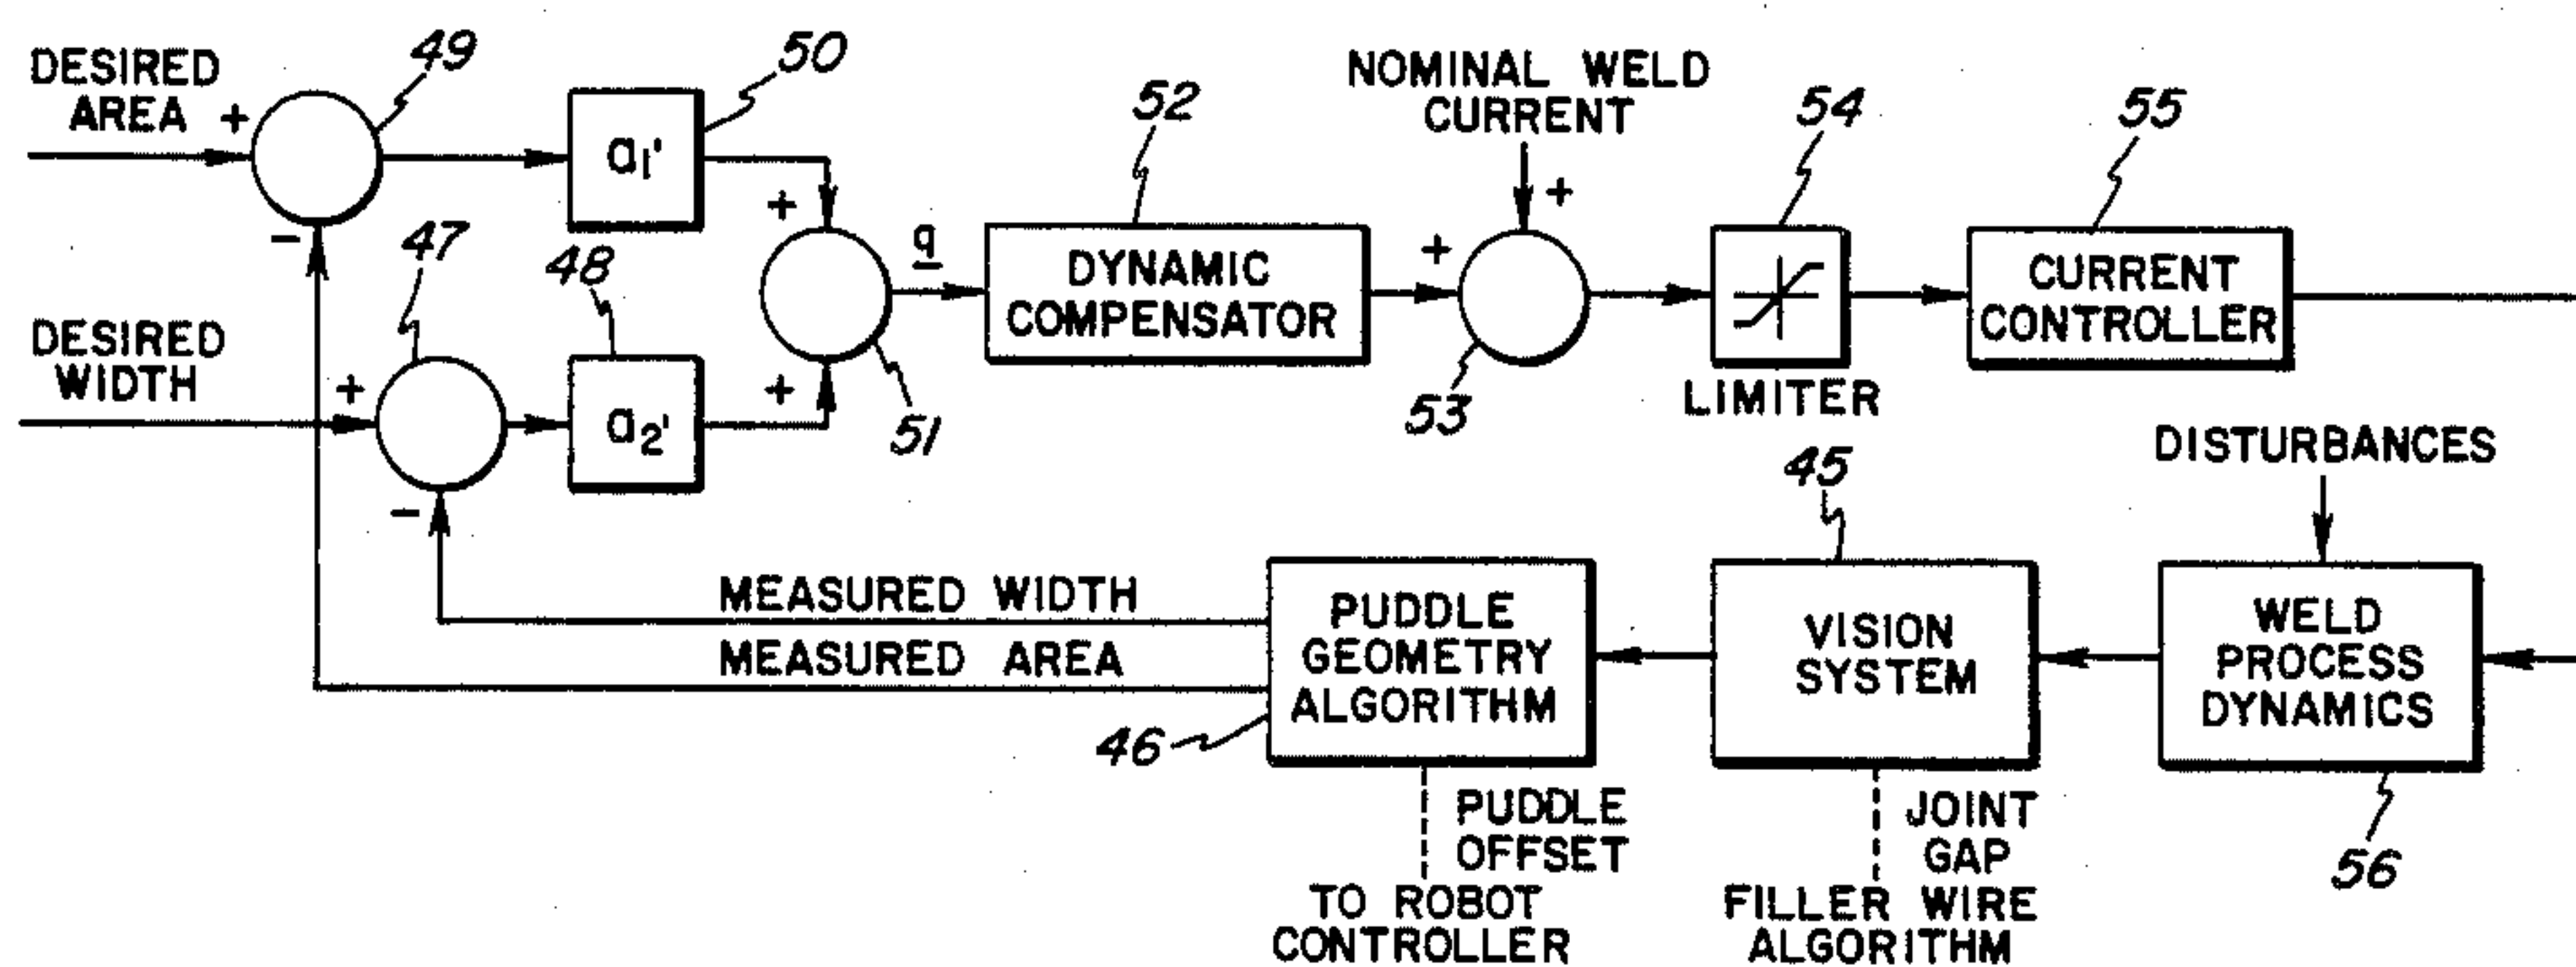 DESIRED
AREA
+
49
50
a1'
-
47
48
DESIRED
WIDTH
+
a2'
-
+
+
51
q
52
DYNAMIC
COMPENSATOR
NOMINAL WELD
CURRENT
+
+
53
54
LIMITER
55
CURRENT
CONTROLLER
DISTURBANCES
45
MEASURED WIDTH
MEASURED AREA
PUDDLE
GEOMETRY
ALGORITHM
46
VISION
SYSTEM
WELD
PROCESS
DYNAMICS
56
PUDDLE
OFFSET
TO ROBOT
CONTROLLER
JOINT
GAP
FILLER WIRE
ALGORITHM